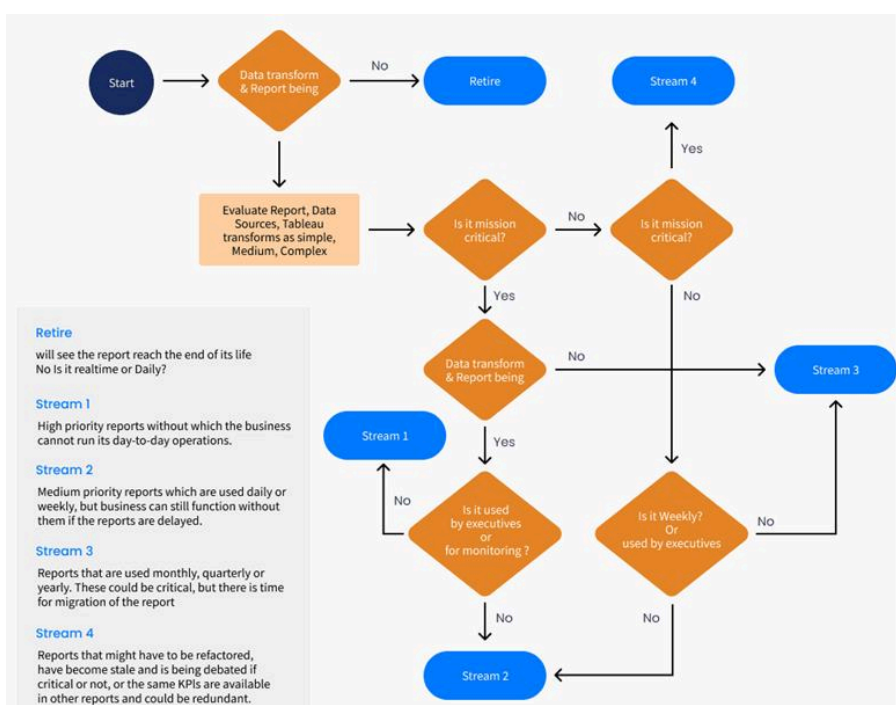 Start
Data transform
& Report being
No
Retire
Stream 4
Yes
Evaluate Report, Data
Sources, Tableau
transforms as simple,
Medium, Complex
Is it mission
critical?
No
Is it mission
critical?
Yes
No
Data transform
& Report being
No
Stream 3
Stream 1
Yes
No
Is it used
by executives
or
for monitoring ?
Is it Weekly?
Or
used by executives
No
No
No
Stream 2
Retire
will see the report reach the end of its life
No Is it realtime or Daily?
Stream 1
High priority reports without which the business
cannot run its day-to-day operations.
Stream 2
Medium priority reports which are used daily or
weekly, but business can still function without
them if the reports are delayed.
Stream 3
Reports that are used monthly, quarterly or
yearly. These could be critical, but there is time
for migration of the report
Stream 4
Reports that might have to be refactored,
have become stale and is being debated if
critical or not, or the same KPIs are available
in other reports and could be redundant.